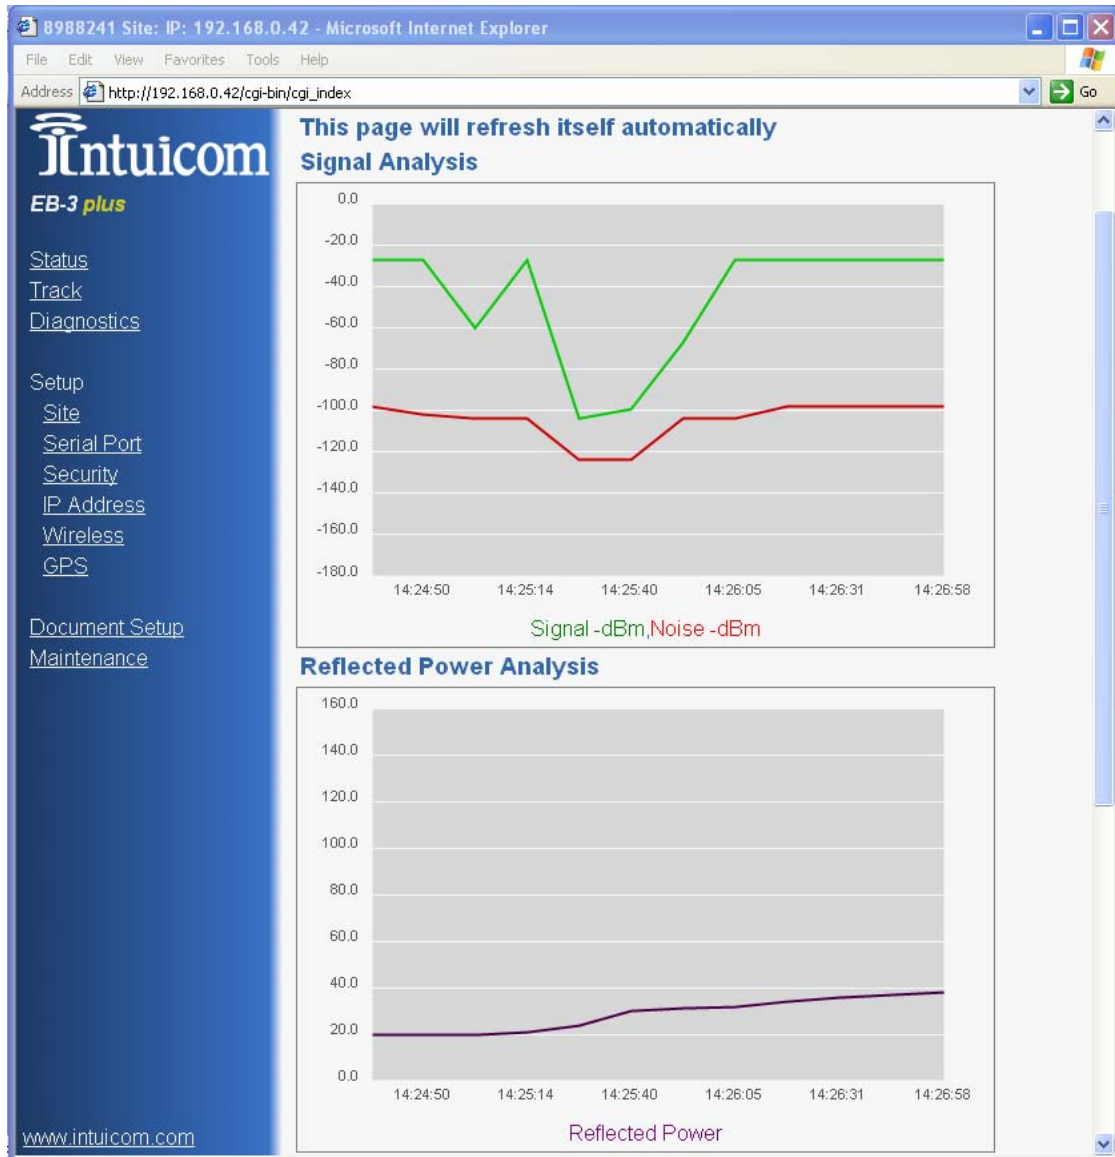 8988241 Site: IP: 192.168.0.42 - Microsoft Internet Explorer
File Edit View Favorites Tools Help
Address http://192.168.0.42/cgi-bin/cgi_index Go
Intuicom
EB-3 plus
Status
Track
Diagnostics
Setup
Site
Serial Port
Security
IP Address
Wireless
GPS
Document Setup
Maintenance
www.intuicom.com
This page will refresh itself automatically
Signal Analysis
0.0
-20.0
-40.0
-60.0
-80.0
-100.0
-120.0
-140.0
-160.0
-180.0
14:24:50 14:25:14 14:25:40 14:26:05 14:26:31 14:26:58
Signal -dBm,Noise -dBm
Reflected Power Analysis
160.0
140.0
120.0
100.0
80.0
60.0
40.0
20.0
0.0
14:24:50 14:25:14 14:25:40 14:26:05 14:26:31 14:26:58
Reflected Power